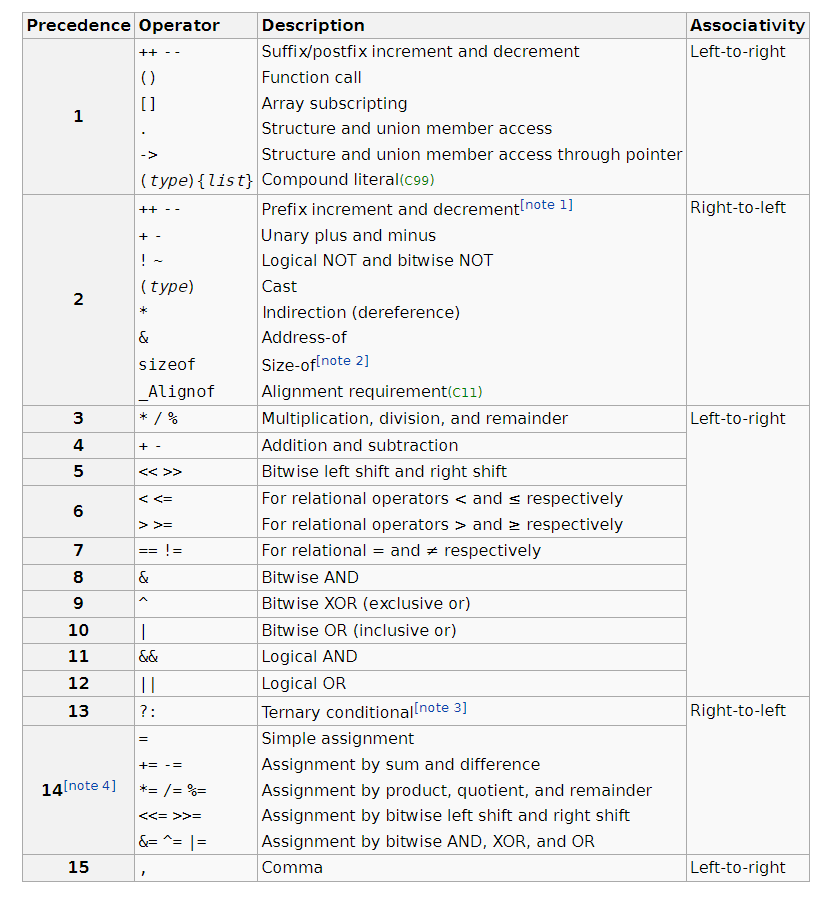 Precedence Operator Description Associativity
1 ++ -- Suffix/postfix increment and decrement Left-to-right
() Function call
[] Array subscripting
. Structure and union member access
-> Structure and union member access through pointer
(type){list} Compound literal(C99)
2 ++ -- Prefix increment and decrement[note 1] Right-to-left
+ - Unary plus and minus
! ~ Logical NOT and bitwise NOT
(type) Cast
* Indirection (dereference)
& Address-of
sizeof Size-of[note 2]
_Alignof Alignment requirement(C11)
3 * / % Multiplication, division, and remainder Left-to-right
4 + - Addition and subtraction
5 << >> Bitwise left shift and right shift
6 < <= For relational operators < and ≤ respectively
> >= For relational operators > and ≥ respectively
7 == != For relational = and ≠ respectively
8 & Bitwise AND
9 ^ Bitwise XOR (exclusive or)
10 | Bitwise OR (inclusive or)
11 && Logical AND
12 || Logical OR
13 ?: Ternary conditional[note 3] Right-to-left
14[note 4] = Simple assignment
+= -= Assignment by sum and difference
*= /= %= Assignment by product, quotient, and remainder
<<= >>= Assignment by bitwise left shift and right shift
&= ^= |= Assignment by bitwise AND, XOR, and OR
15 , Comma Left-to-right